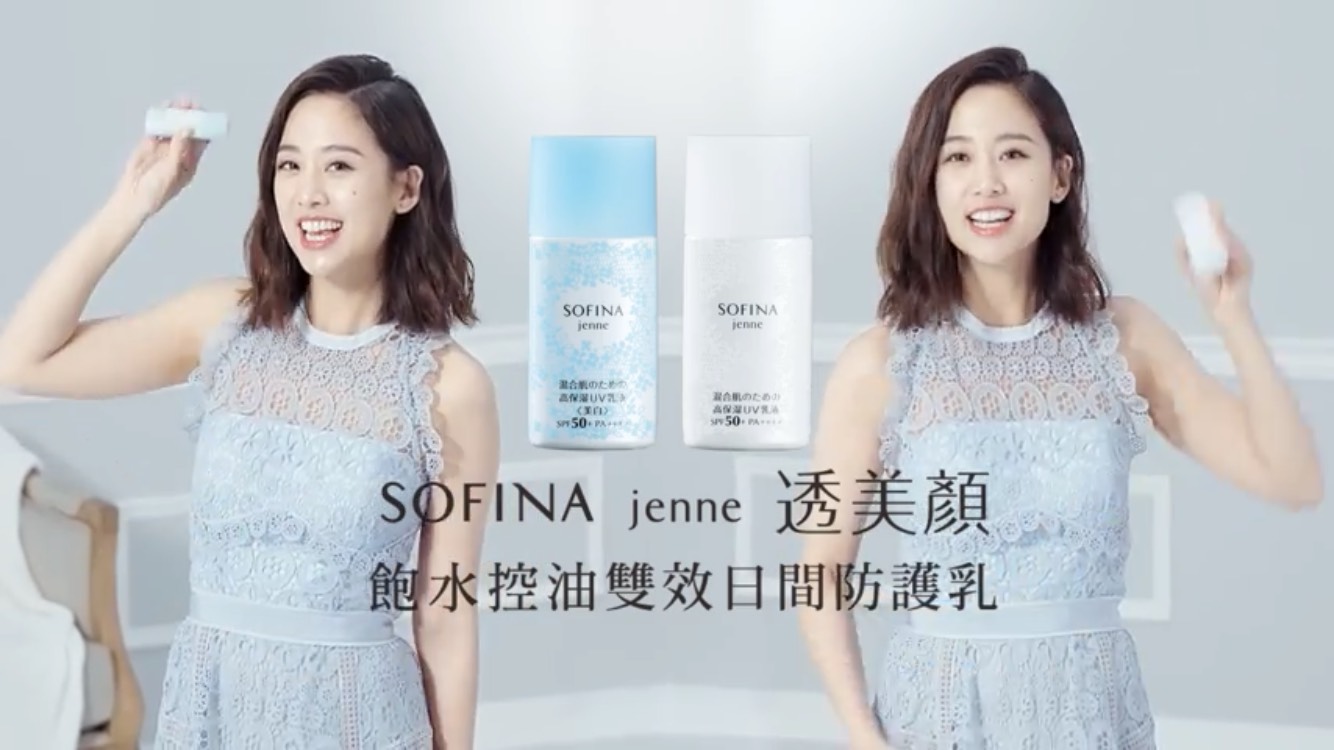 SOFINA
jenne
混合肌のための
高保湿UV乳液
〈美白〉
SPF50+ PA++++
SOFINA
jenne
混合肌のための
高保湿UV乳液
SPF50+ PA++++
SOFINA jenne 透美顏
飽水控油雙效日間防護乳